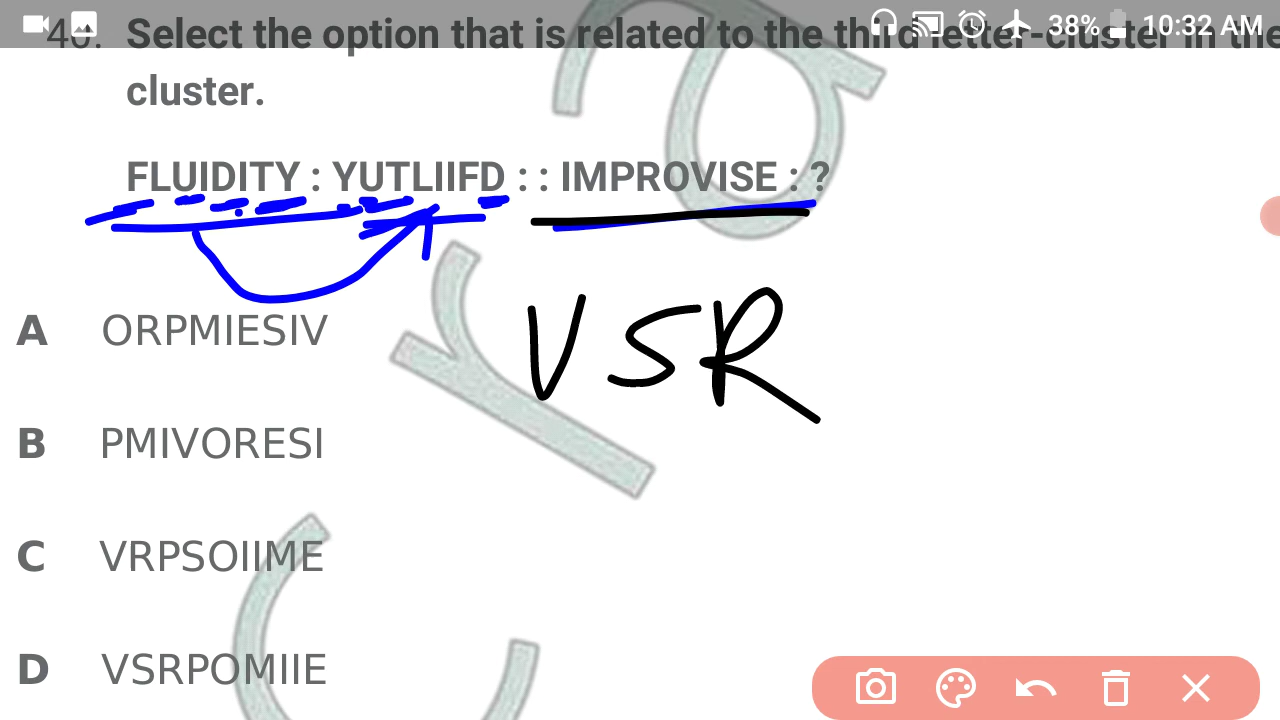 38% 10:32 AM
40. Select the option that is related to the third letter-cluster in the
cluster.
FLUIDITY : YUTLIIFD : : IMPROVISE : ?
A ORPMIESIV
VSR
B PMIVORESI
C VRPSOIIME
D VSRPOMIIE